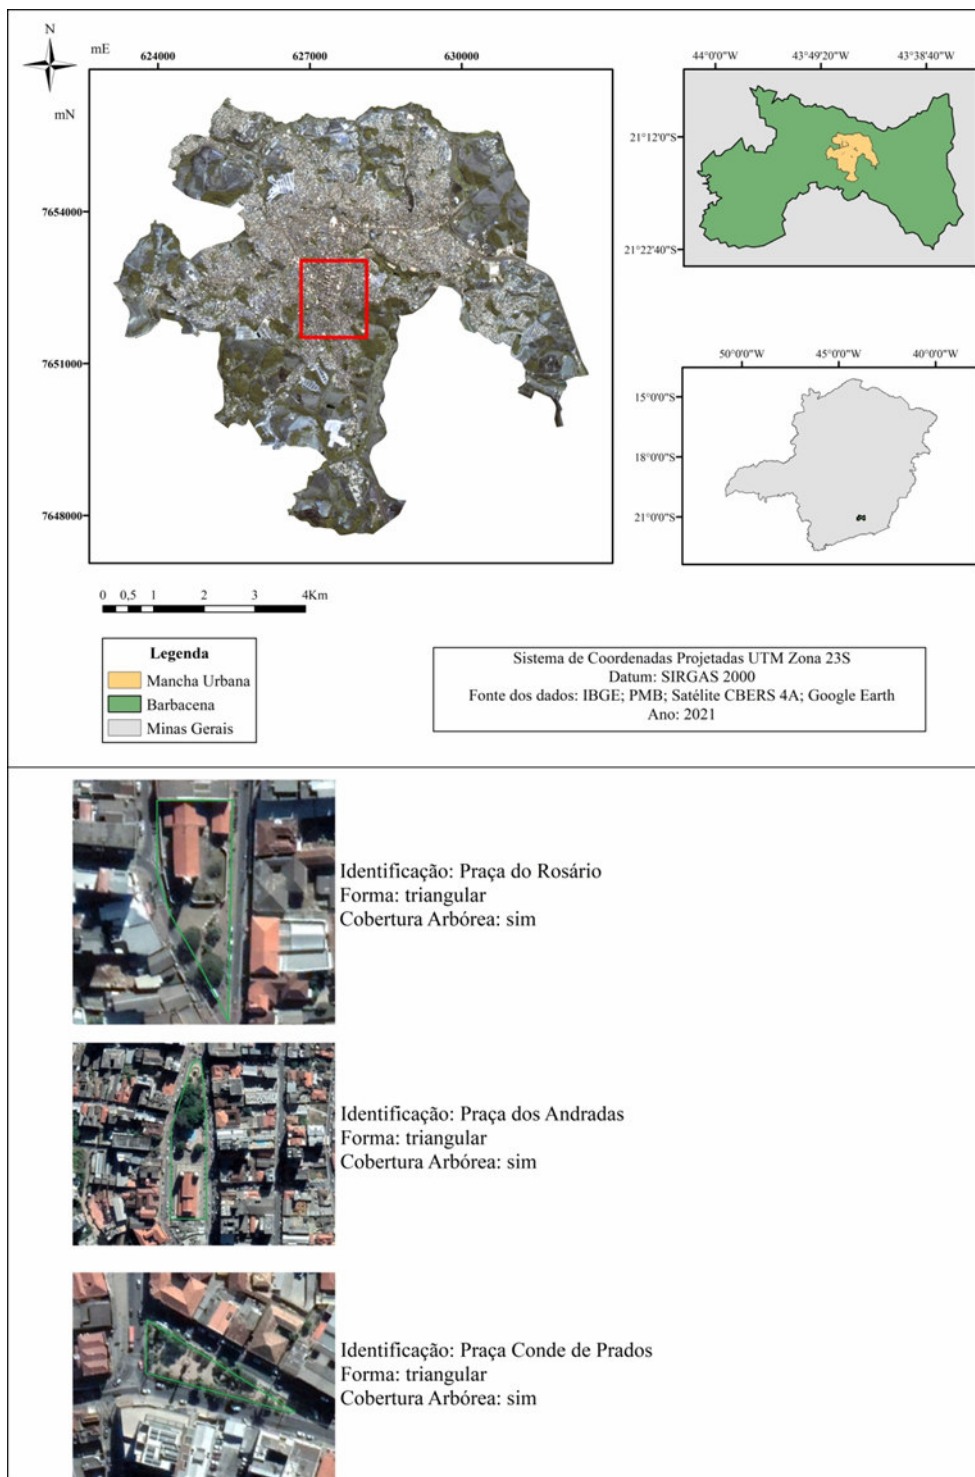 N
mE
624000
627000
630000
mN
7654000
7651000
7648000
44°0'0"W
43°49'20"W
43°38'40"W
21°12'0"S
21°22'40"S
50°0'0"W
45°0'0"W
40°0'0"W
15°0'0"S
18°0'0"S
21°0'0"S
0 0,5 1 2 3 4Km
Legenda
Mancha Urbana
Barbacena
Minas Gerais
Sistema de Coordenadas Projetadas UTM Zona 23S
Datum: SIRGAS 2000
Fonte dos dados: IBGE; PMB; Satélite CBERS 4A; Google Earth
Ano: 2021
Identificação: Praça do Rosário
Forma: triangular
Cobertura Arbórea: sim
Identificação: Praça dos Andradas
Forma: triangular
Cobertura Arbórea: sim
Identificação: Praça Conde de Prados
Forma: triangular
Cobertura Arbórea: sim